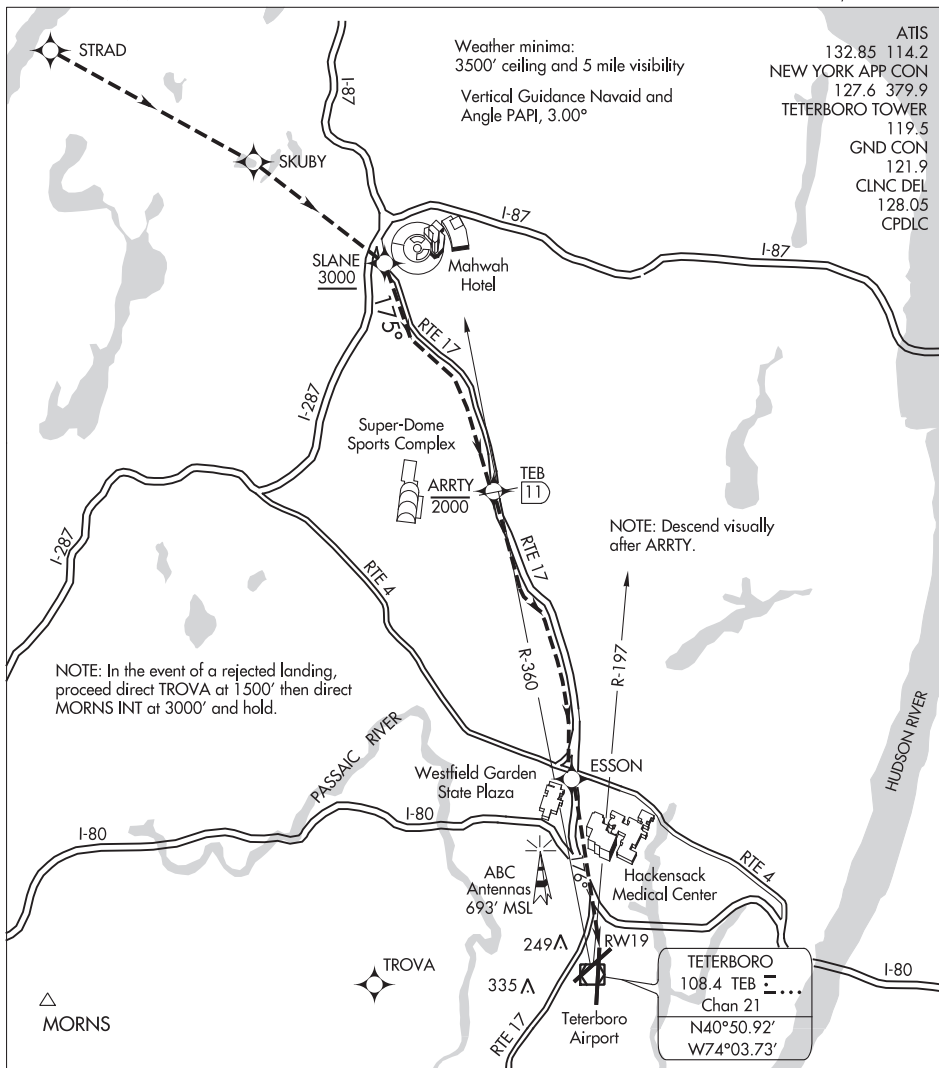 STRAD
I-87
Weather minima:
3500' ceiling and 5 mile visibility
Vertical Guidance Navaid and
Angle PAPI, 3.00°
ATIS
132.85 114.2
NEW YORK APP CON
127.6 379.9
TETERBORO TOWER
119.5
GND CON
121.9
CLNC DEL
128.05
CPDLC
SKUBY
I-87
I-87
SLANE
3000
Mahwah
Hotel
175°
RTE 17
I-287
Super-Dome
Sports Complex
ARRTY
2000
TEB
11
NOTE: Descend visually
after ARRTY.
I-287
RTE 4
RTE 17
R-360
R-197
NOTE: In the event of a rejected landing,
proceed direct TROVA at 1500' then direct
MORNS INT at 3000' and hold.
PASSAIC RIVER
HUDSON RIVER
ESSON
Westfield Garden
State Plaza
I-80
176°
ABC
Antennas
693' MSL
Hackensack
Medical Center
RTE 4
249
RW19
TROVA
335
I-80
MORNS
RTE 17
Teterboro
Airport
TETERBORO
108.4 TEB
Chan 21
N40°50.92'
W74°03.73'